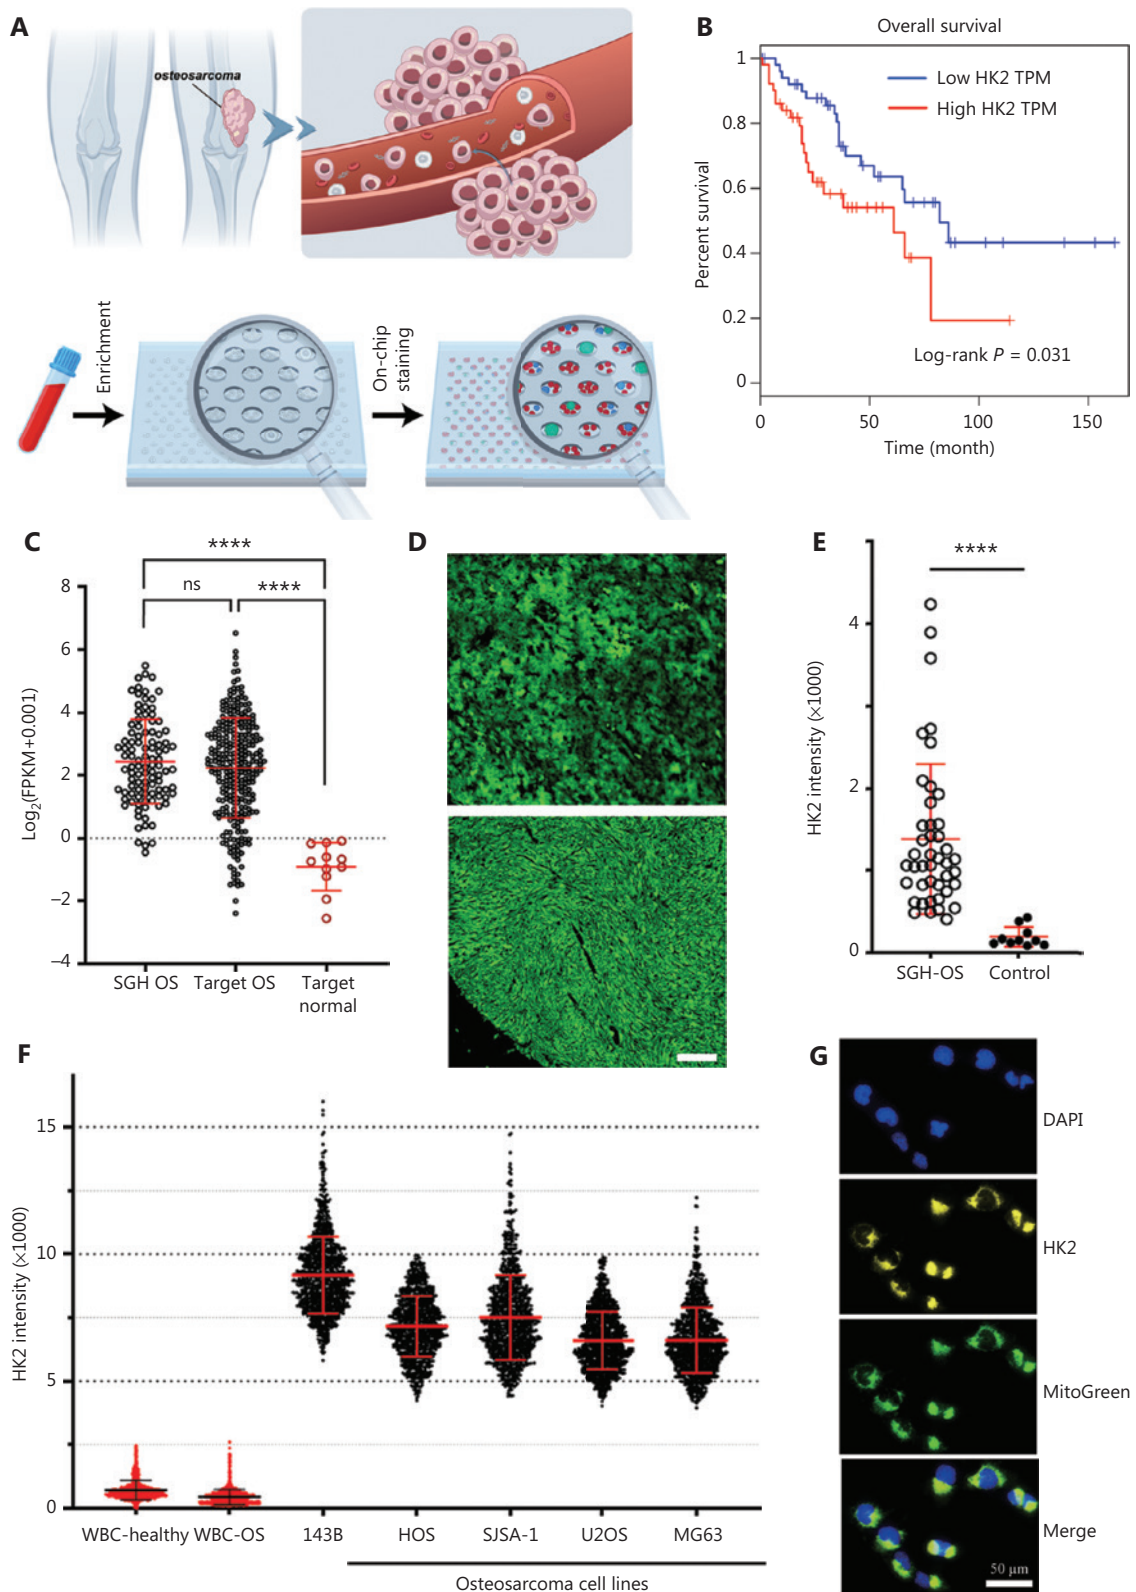 A
osteosarcoma
Enrichment
On-chip
staining
B
Overall survival
Percent survival
1
0.8
0.6
0.4
0.2
0
Low HK2 TPM
High HK2 TPM
Log-rank P = 0.031
0
50
100
150
Time (month)
C
****
ns
****
Log2(FPKM+0.001)
8
6
4
2
0
−2
−4
SGH OS
Target OS
Target
normal
D
E
****
HK2 intensity (×1000)
4
2
0
SGH-OS
Control
F
HK2 intensity (×1000)
15
10
5
0
WBC-healthy
WBC-OS
143B
HOS
SJSA-1
U2OS
MG63
Osteosarcoma cell lines
G
DAPI
HK2
MitoGreen
Merge
50 µm